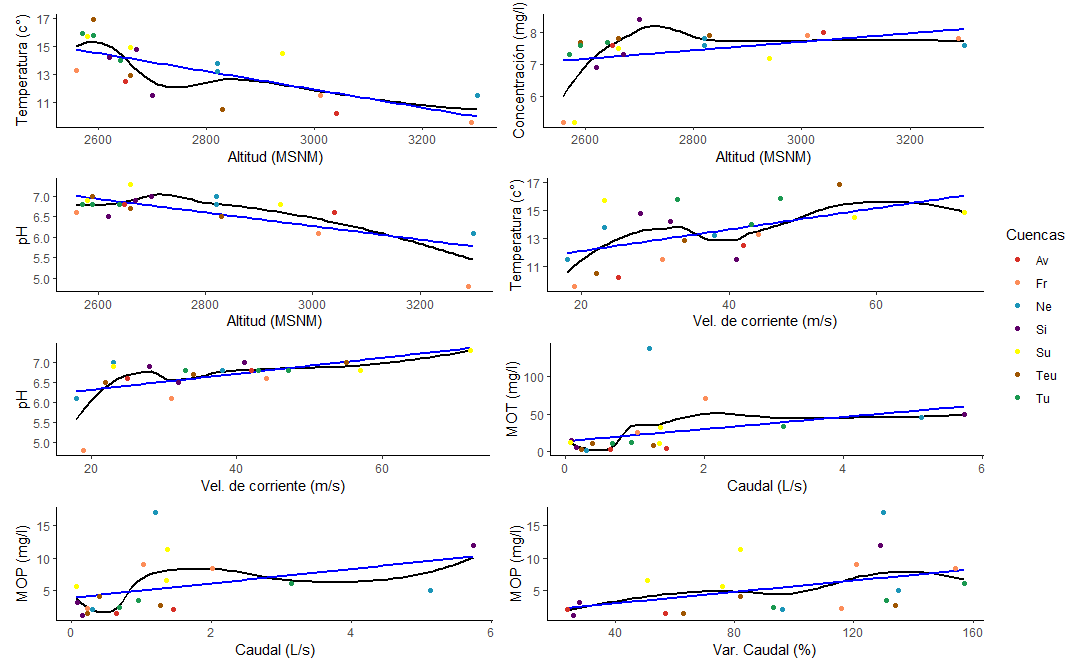 Temperatura (c°)
17
15
13
11
2600 2800 3000 3200
Altitud (MSNM)
Concentración (mg/l)
8
7
6
2600 2800 3000 3200
Altitud (MSNM)
pH
7.0
6.5
6.0
5.5
5.0
2600 2800 3000 3200
Altitud (MSNM)
Temperatura (c°)
17
15
13
11
20 40 60
Vel. de corriente (m/s)
pH
7.0
6.5
6.0
5.5
5.0
20 40 60
Vel. de corriente (m/s)
MOT (mg/l)
100
50
0
0 2 4 6
Caudal (L/s)
MOP (mg/l)
15
10
5
0 2 4 6
Caudal (L/s)
MOP (mg/l)
15
10
5
40 80 120 160
Var. Caudal (%)
Cuencas
Av
Fr
Ne
Si
Su
Teu
Tu